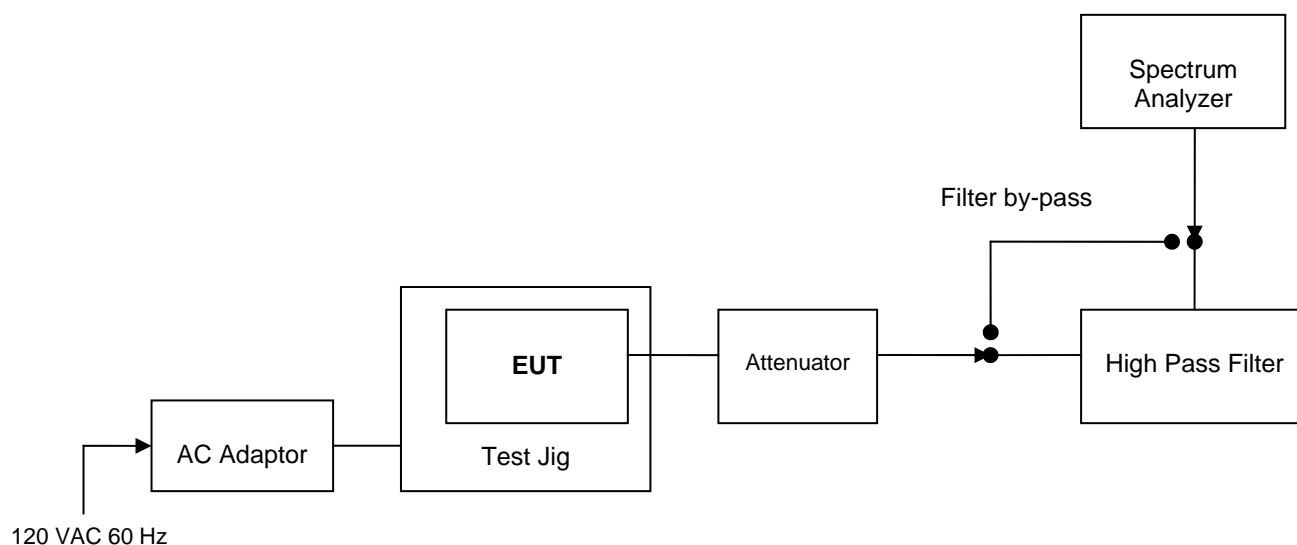 Spectrum
Analyzer
Filter by-pass
EUT
Attenuator
High Pass Filter
AC Adaptor
Test Jig
120 VAC 60 Hz